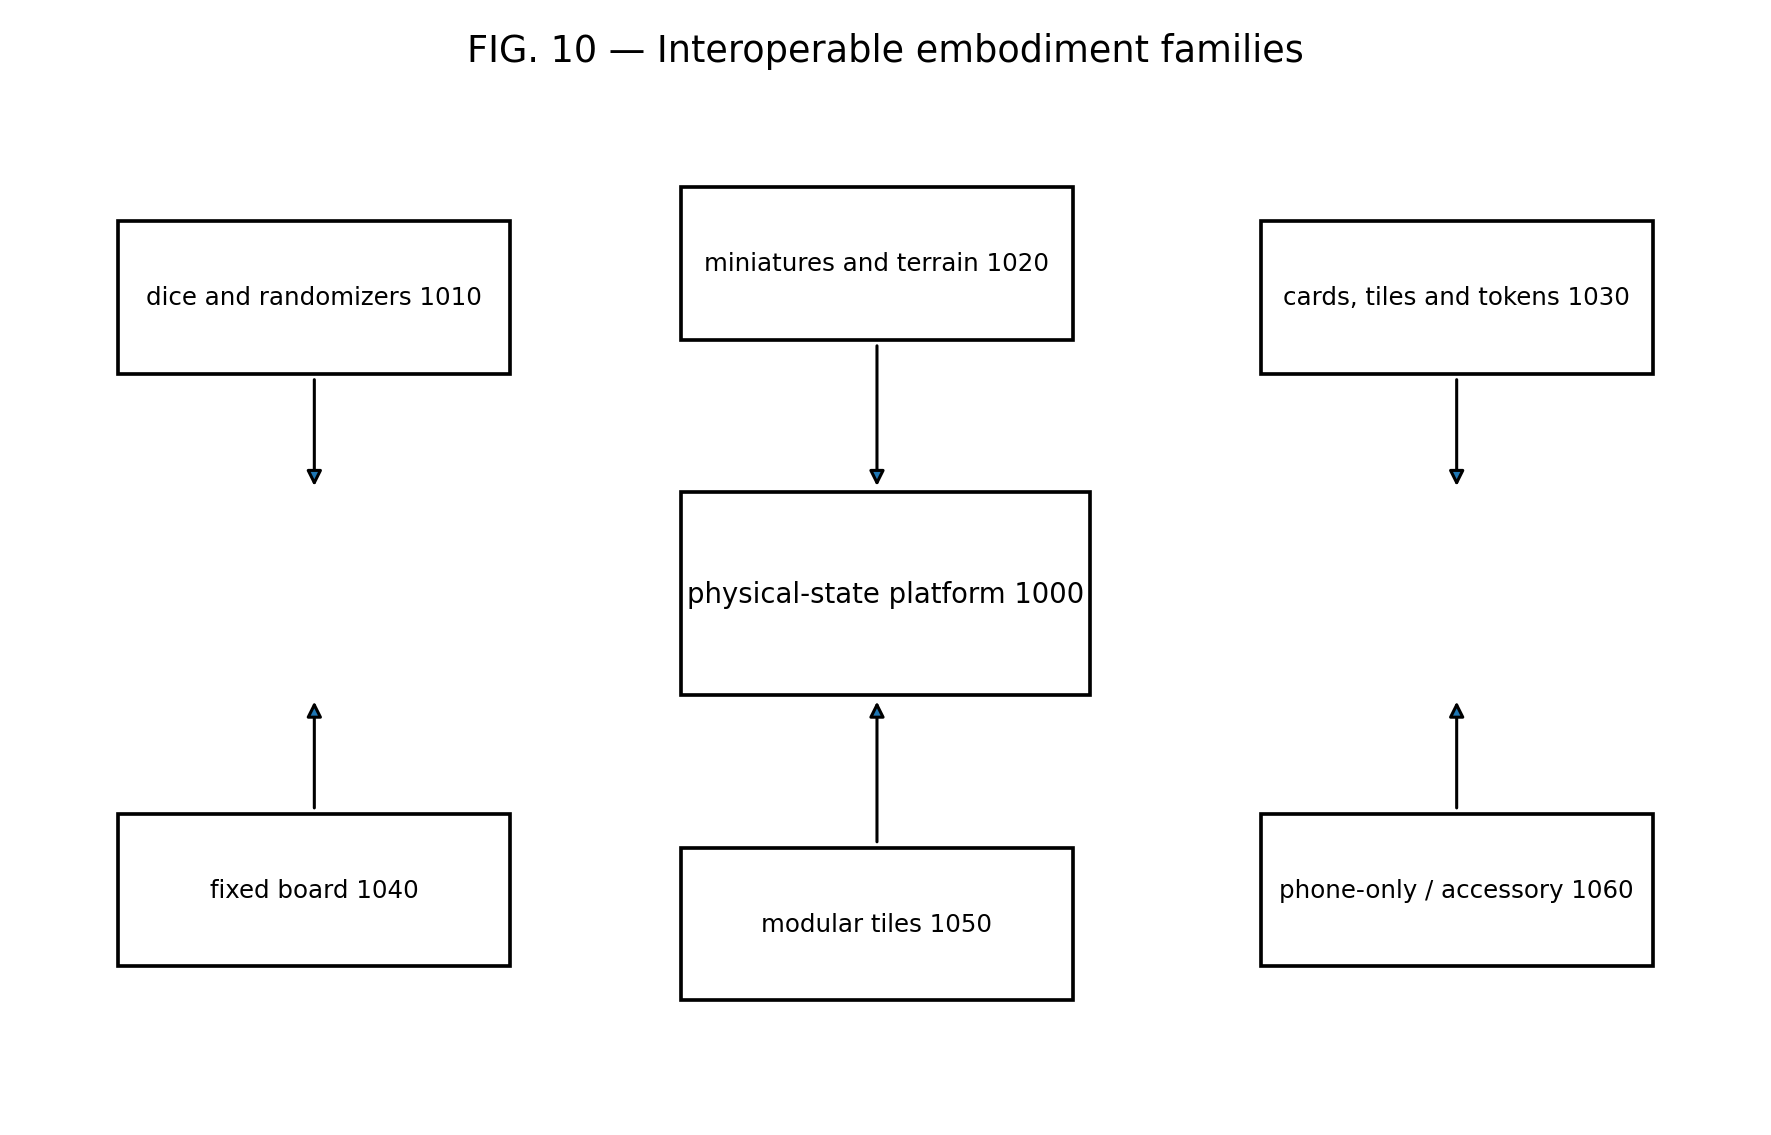 FIG. 10 — Interoperable embodiment families
dice and randomizers 1010
miniatures and terrain 1020
cards, tiles and tokens 1030
physical-state platform 1000
fixed board 1040
modular tiles 1050
phone-only / accessory 1060